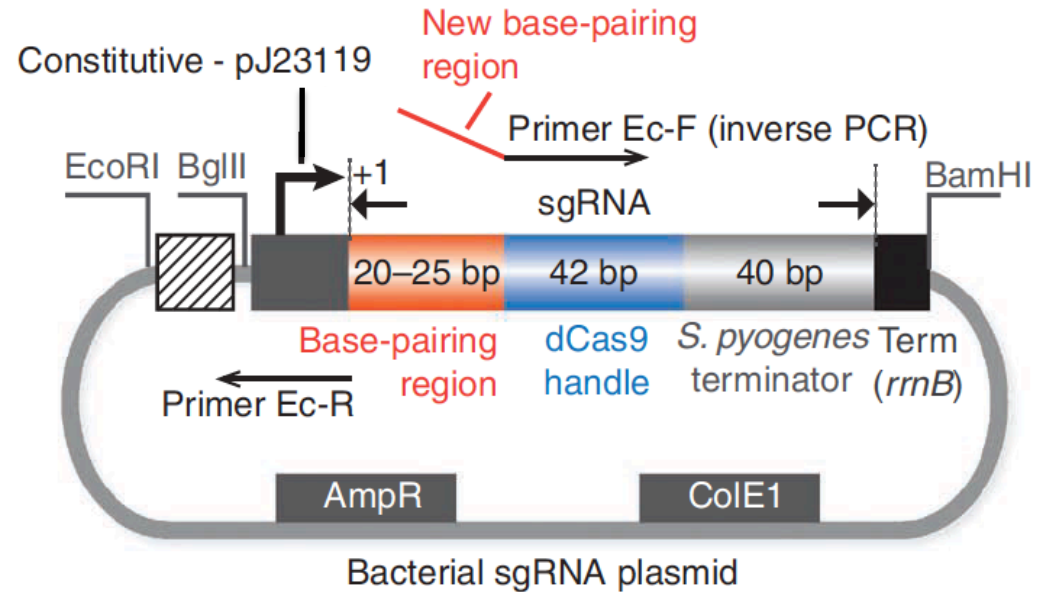 New base-pairing
region
Constitutive - pJ23119
Primer Ec-F (inverse PCR)
EcoRI
BglII
+1
sgRNA
BamHI
20–25 bp
42 bp
40 bp
Base-pairing
region
dCas9
handle
S. pyogenes
terminator
Term
(rrnB)
Primer Ec-R
AmpR
ColE1
Bacterial sgRNA plasmid